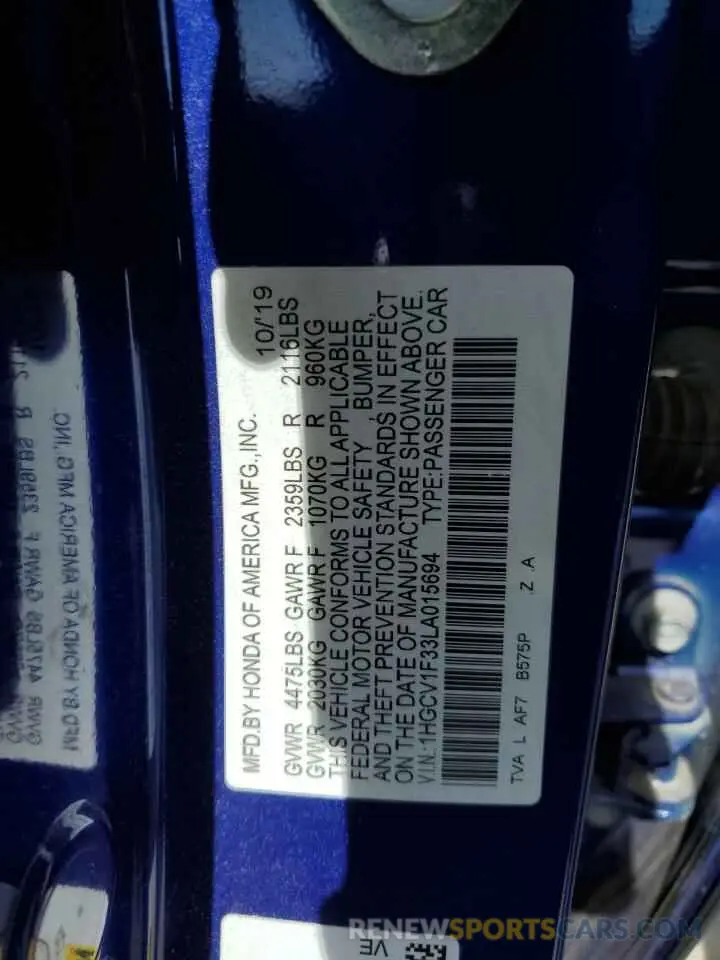 MFD.BY HONDA OF AMERICA MFG.,INC. 10/'19
GVWR 4475LBS GAWR F 2359LBS R 2116LBS
GVWR 2030KG GAWR F 1070KG R 960KG
THIS VEHICLE CONFORMS TO ALL APPLICABLE
FEDERAL MOTOR VEHICLE SAFETY , BUMPER,
AND THEFT PREVENTION STANDARDS IN EFFECT
ON THE DATE OF MANUFACTURE SHOWN ABOVE.
V.I.N.:1HGCV1F33LA015694 TYPE:PASSENGER CAR
TVA L AF7 B575P .Z .A
VE
RENEWSPORTSCARS.COM